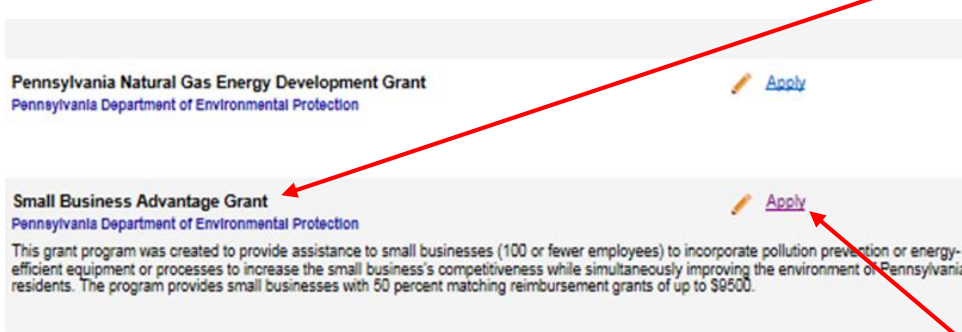 Pennsylvania Natural Gas Energy Development Grant
Apply
Pennsylvania Department of Environmental Protection
Small Business Advantage Grant
Apply
Pennsylvania Department of Environmental Protection
This grant program was created to provide assistance to small businesses (100 or fewer employees) to incorporate pollution prevention or energy-
efficient equipment or processes to increase the small business's competitiveness while simultaneously improving the environment of Pennsylvania
residents. The program provides small businesses with 50 percent matching reimbursement grants of up to $9500.